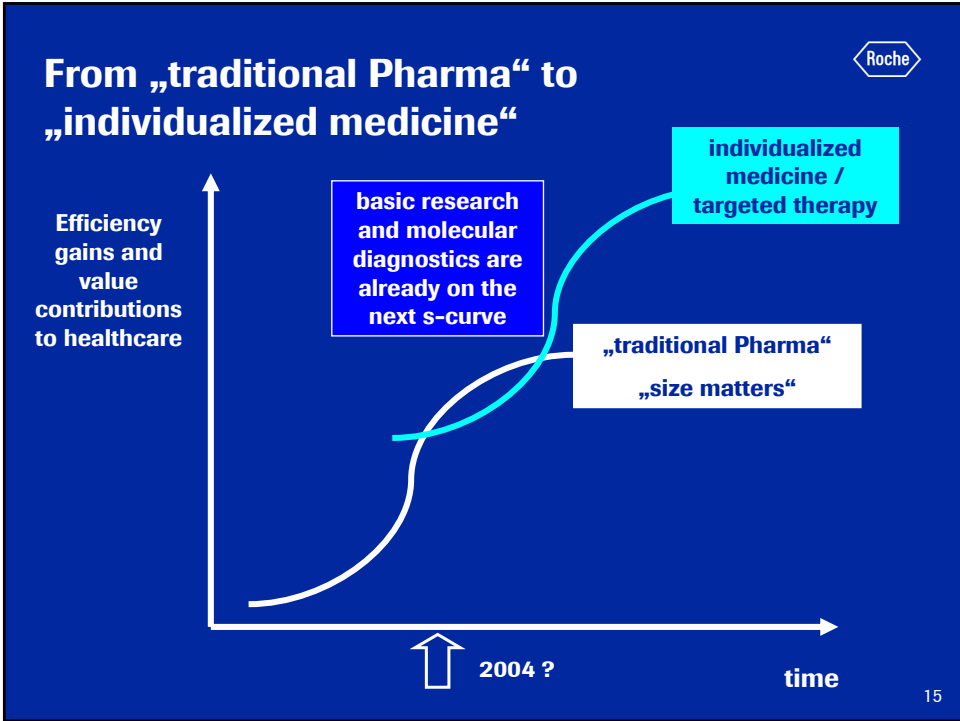 From „traditional Pharma“ to
„individualized medicine“
Roche
Efficiency
gains and
value
contributions
to healthcare
basic research
and molecular
diagnostics are
already on the
next s-curve
individualized
medicine /
targeted therapy
„traditional Pharma“
„size matters“
2004 ?
time
15